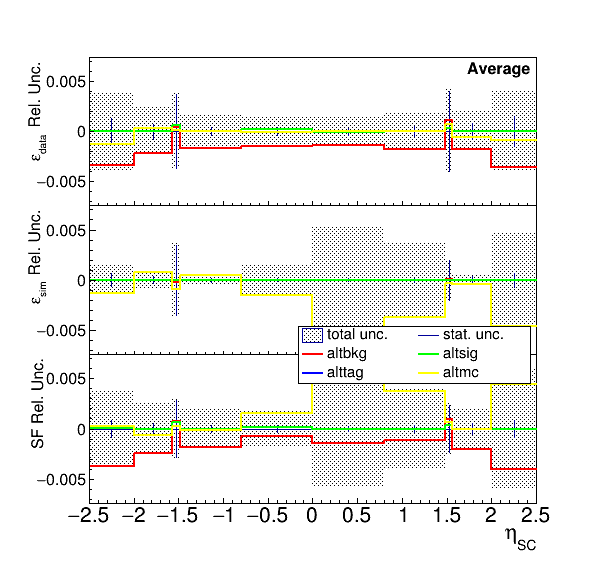 Average
ε_data Rel. Unc.
0.005
0
−0.005
ε_sim Rel. Unc.
0.005
0
−0.005
total unc.
stat. unc.
altbkg
altsig
alttag
altmc
SF Rel. Unc.
0.005
0
−0.005
−2.5 −2 −1.5 −1 −0.5 0 0.5 1 1.5 2 2.5
η_SC